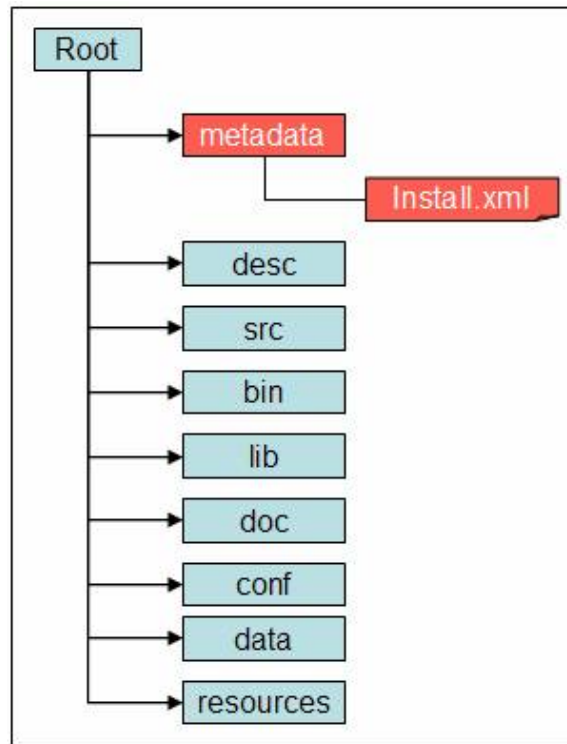 Root
metadata
Install.xml
desc
src
bin
lib
doc
conf
data
resources